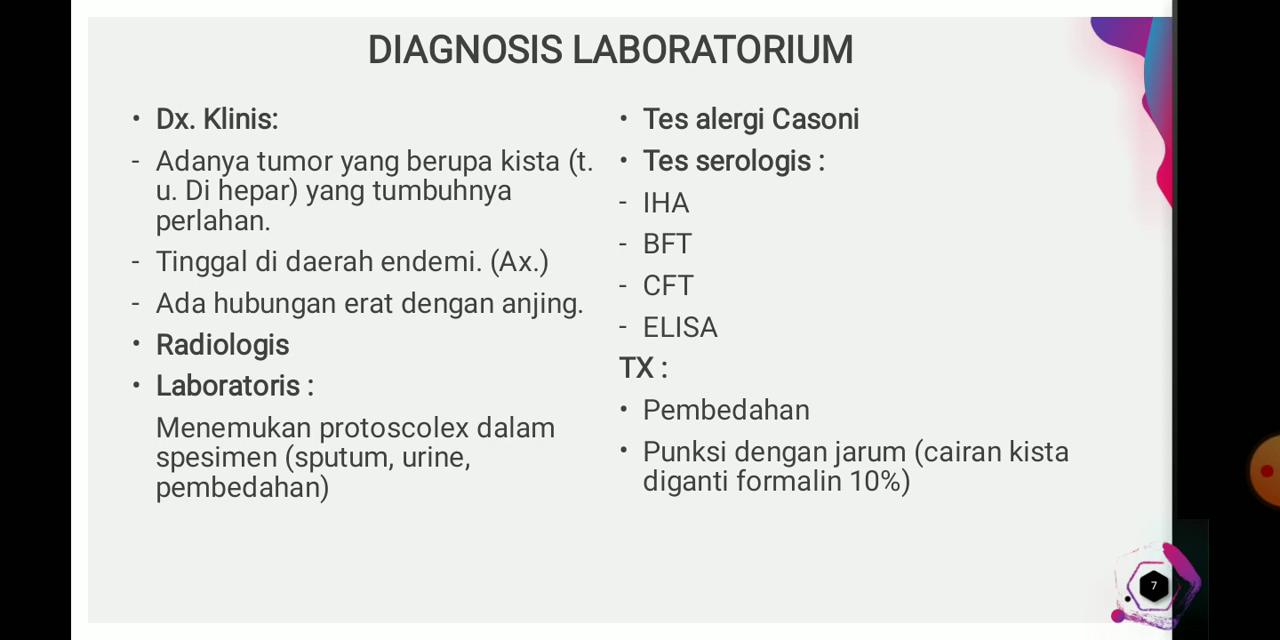 DIAGNOSIS LABORATORIUM
• Dx. Klinis:
- Adanya tumor yang berupa kista (t.
u. Di hepar) yang tumbuhnya
perlahan.
- Tinggal di daerah endemi. (Ax.)
- Ada hubungan erat dengan anjing.
• Radiologis
• Laboratoris :
Menemukan protoscolex dalam
spesimen (sputum, urine,
pembedahan)
• Tes alergi Casoni
• Tes serologis :
- IHA
- BFT
- CFT
- ELISA
TX :
• Pembedahan
• Punksi dengan jarum (cairan kista
diganti formalin 10%)
7